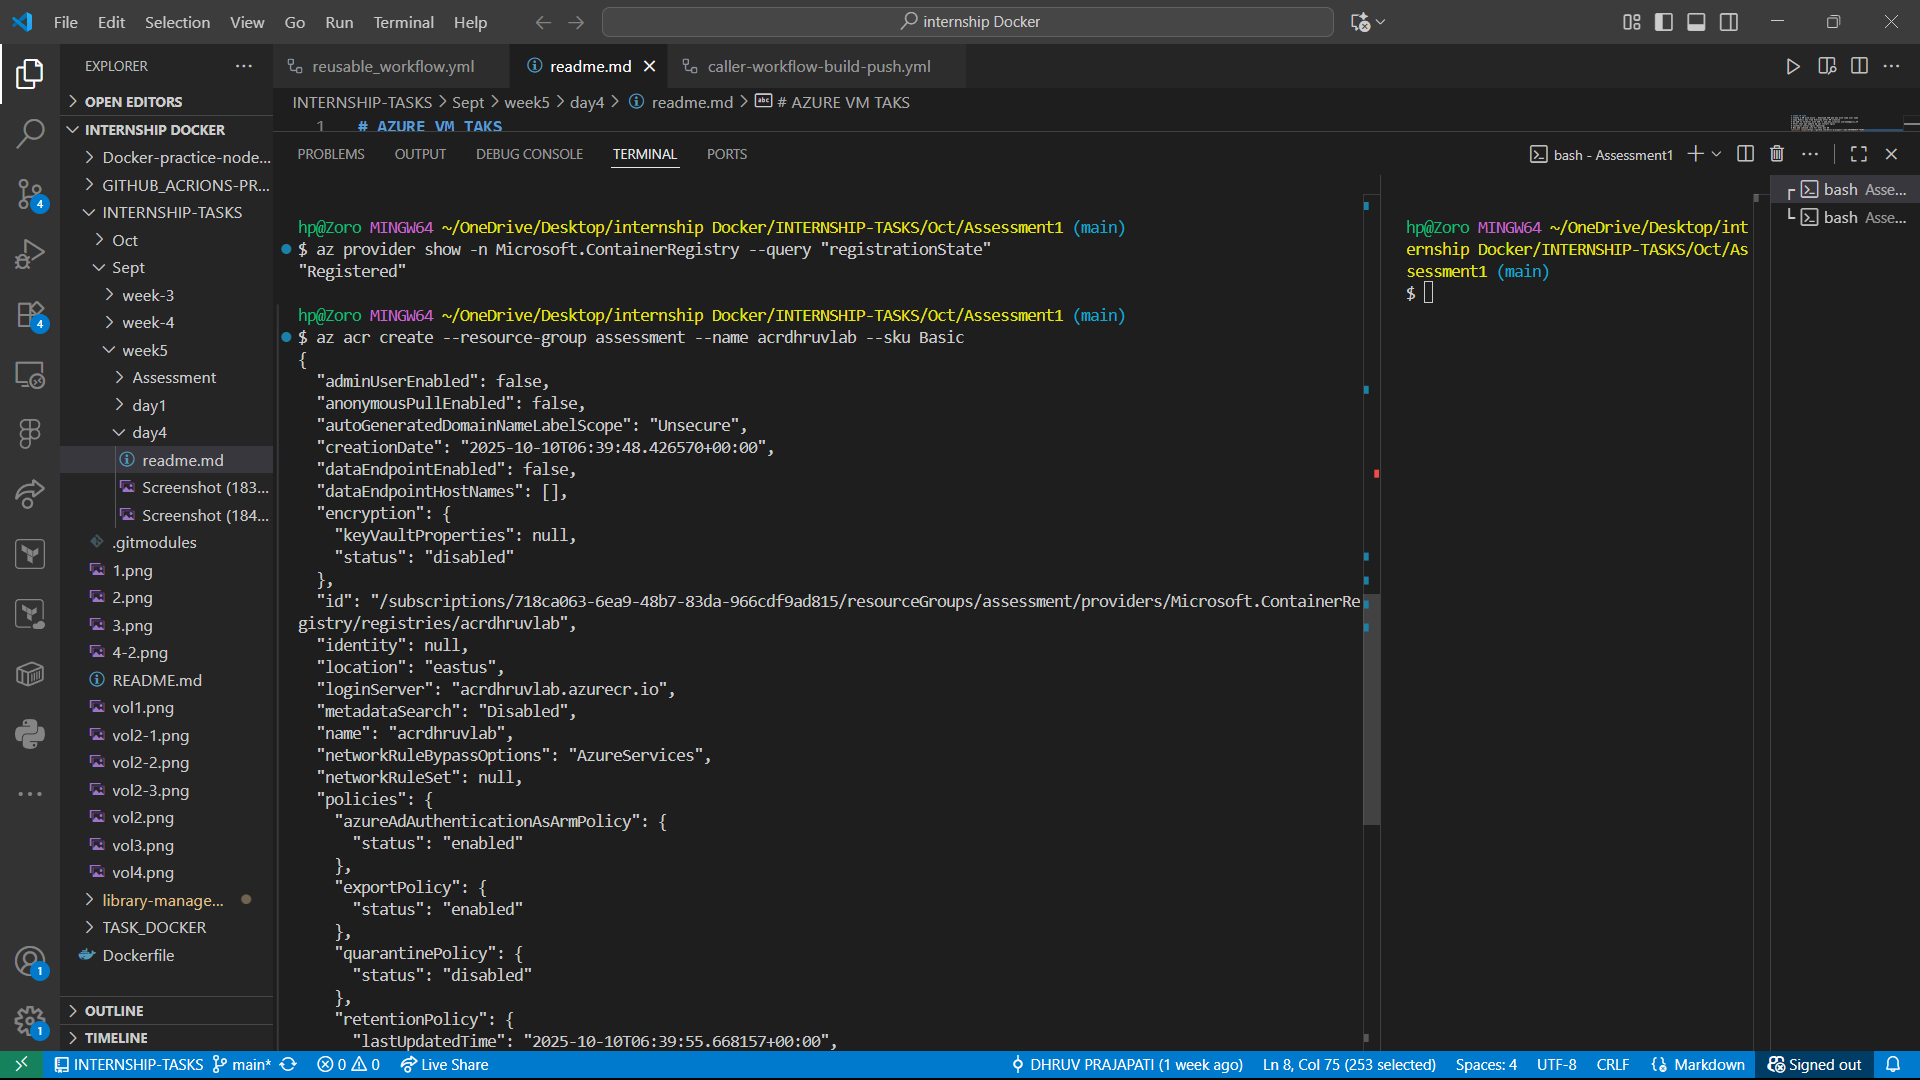 File Edit Selection View Go Run Terminal Help
internship Docker
EXPLORER
OPEN EDITORS
INTERNSHIP DOCKER
Docker-practice-node...
GITHUB_ACRIONS-PR...
INTERNSHIP-TASKS
Oct
Sept
week-3
week-4
week5
Assessment
day1
day4
readme.md
Screenshot (183...
Screenshot (184...
.gitmodules
1.png
2.png
3.png
4-2.png
README.md
vol1.png
vol2-1.png
vol2-2.png
vol2-3.png
vol2.png
vol3.png
vol4.png
library-manage...
TASK_DOCKER
Dockerfile
OUTLINE
TIMELINE
4
4
1
1
reusable_workflow.yml readme.md caller-workflow-build-push.yml
INTERNSHIP-TASKS > Sept > week5 > day4 > readme.md > # AZURE VM TAKS
1 # AZURE VM TAKS
PROBLEMS OUTPUT DEBUG CONSOLE TERMINAL PORTS
bash - Assessment1
hp@Zoro MINGW64 ~/OneDrive/Desktop/internship Docker/INTERNSHIP-TASKS/Oct/Assessment1 (main)
$ az provider show -n Microsoft.ContainerRegistry --query "registrationState"
"Registered"
hp@Zoro MINGW64 ~/OneDrive/Desktop/internship Docker/INTERNSHIP-TASKS/Oct/Assessment1 (main)
$ az acr create --resource-group assessment --name acrdhruvlab --sku Basic
{
"adminUserEnabled": false,
"anonymousPullEnabled": false,
"autoGeneratedDomainNameLabelScope": "Unsecure",
"creationDate": "2025-10-10T06:39:48.426570+00:00",
"dataEndpointEnabled": false,
"dataEndpointHostNames": [],
"encryption": {
"keyVaultProperties": null,
"status": "disabled"
},
"id": "/subscriptions/718ca063-6ea9-48b7-83da-966cdf9ad815/resourceGroups/assessment/providers/Microsoft.ContainerRe
gistry/registries/acrdhruvlab",
"identity": null,
"location": "eastus",
"loginServer": "acrdhruvlab.azurecr.io",
"metadataSearch": "Disabled",
"name": "acrdhruvlab",
"networkRuleBypassOptions": "AzureServices",
"networkRuleSet": null,
"policies": {
"azureAdAuthenticationAsArmPolicy": {
"status": "enabled"
},
"exportPolicy": {
"status": "enabled"
},
"quarantinePolicy": {
"status": "disabled"
},
"retentionPolicy": {
"lastUpdatedTime": "2025-10-10T06:39:55.668157+00:00",
hp@Zoro MINGW64 ~/OneDrive/Desktop/int
ernship Docker/INTERNSHIP-TASKS/Oct/As
sessment1 (main)
$
bash Asse...
bash Asse...
INTERNSHIP-TASKS main* 0 0 Live Share DHRUV PRAJAPATI (1 week ago) Ln 8, Col 75 (253 selected) Spaces: 4 UTF-8 CRLF Markdown Signed out